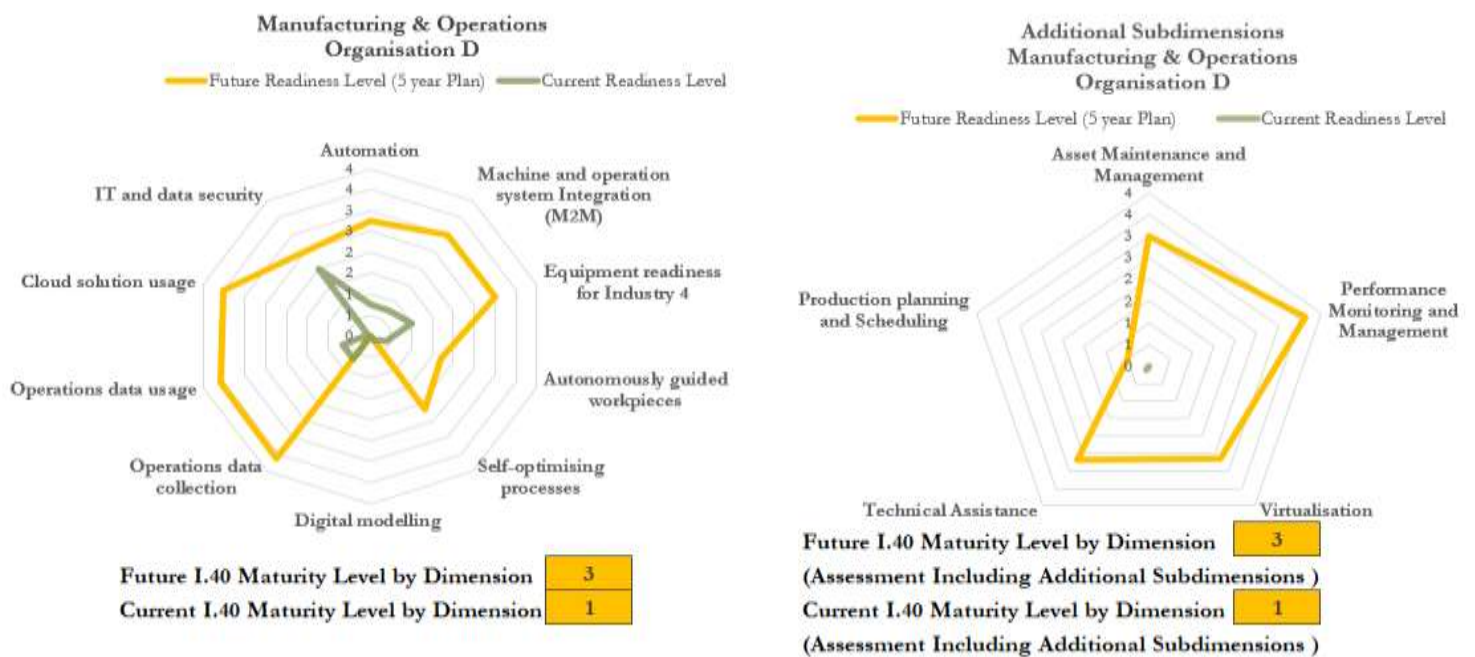 Manufacturing & Operations
Organisation D
Future Readiness Level (5 year Plan)
Current Readiness Level
Automation
Machine and operation
system Integration
(M2M)
Equipment readiness
for Industry 4
Autonomously guided
workpieces
Self-optimising
processes
Digital modelling
Operations data
collection
Operations data usage
Cloud solution usage
IT and data security
4
4
3
3
2
2
1
1
0
Future I.40 Maturity Level by Dimension 3
Current I.40 Maturity Level by Dimension 1
Additional Subdimensions
Manufacturing & Operations
Organisation D
Future Readiness Level (5 year Plan)
Current Readiness Level
Asset Maintenance and
Management
Performance
Monitoring and
Management
Virtualisation
Technical Assistance
Production planning
and Scheduling
4
4
3
3
2
2
1
1
0
Future I.40 Maturity Level by Dimension 3
(Assessment Including Additional Subdimensions )
Current I.40 Maturity Level by Dimension 1
(Assessment Including Additional Subdimensions )